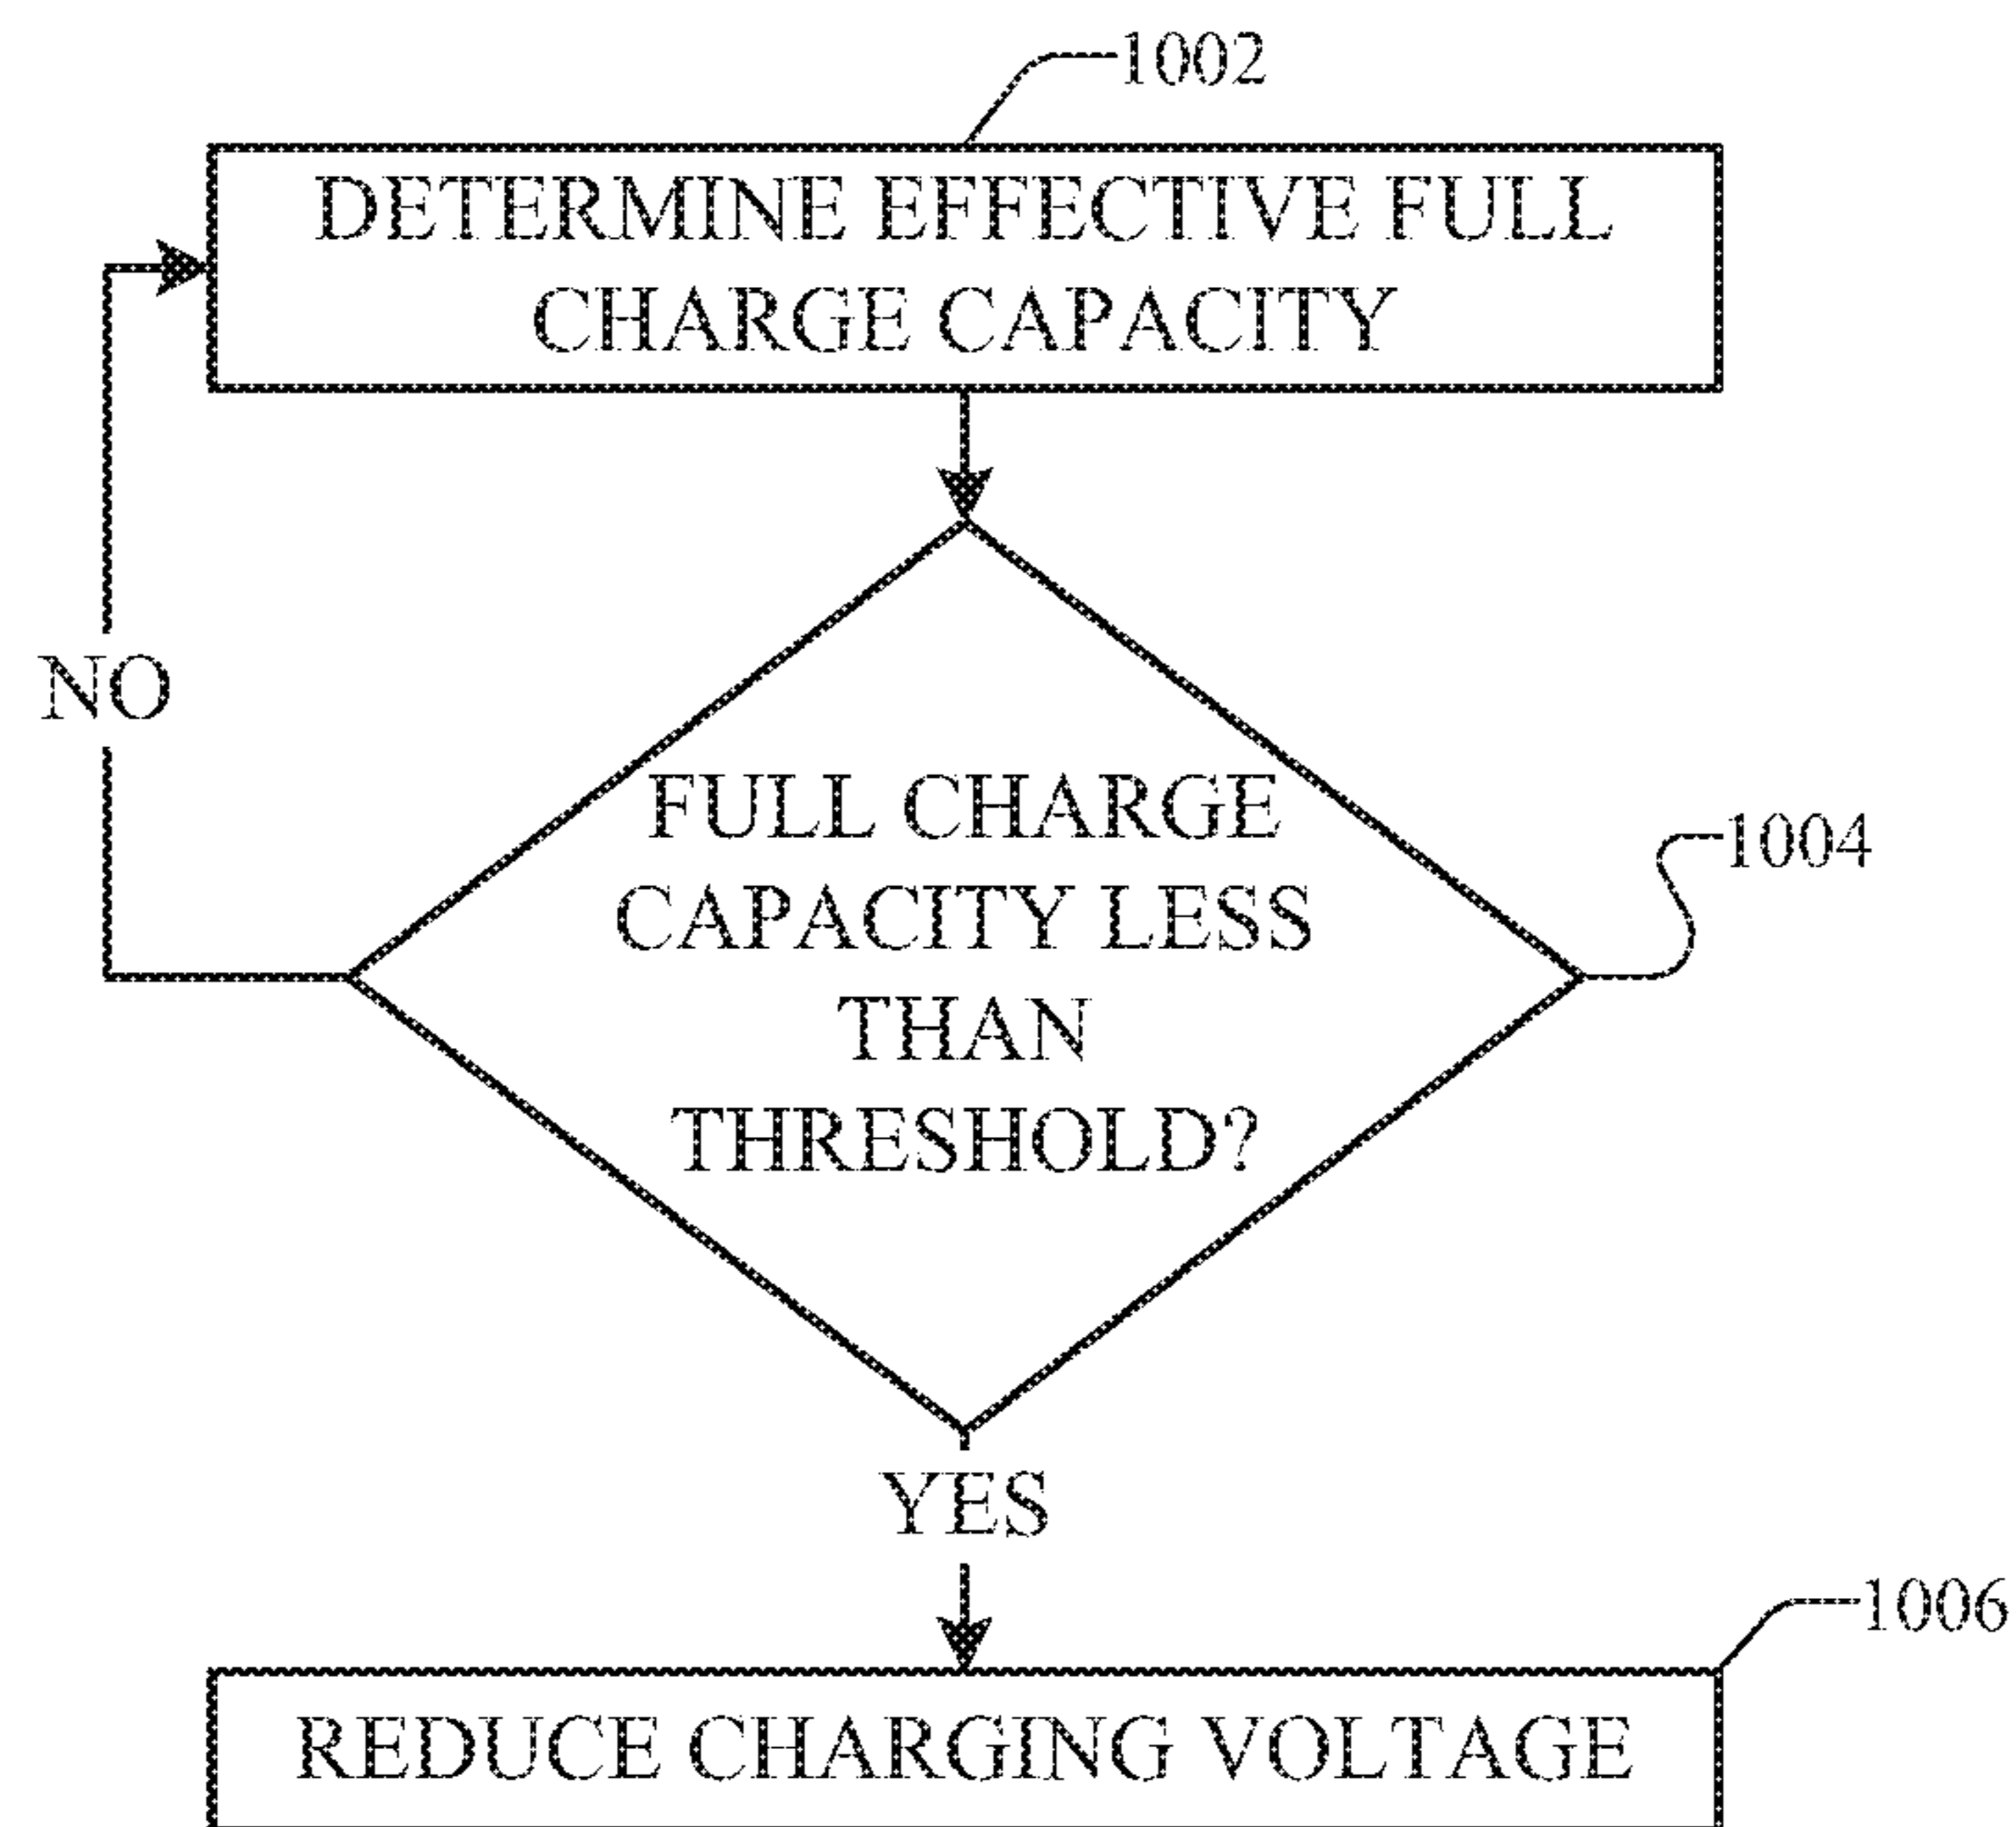 1002
DETERMINE EFFECTIVE FULL
CHARGE CAPACITY
NO
FULL CHARGE
CAPACITY LESS
THAN
THRESHOLD?
1004
YES
1006
REDUCE CHARGING VOLTAGE